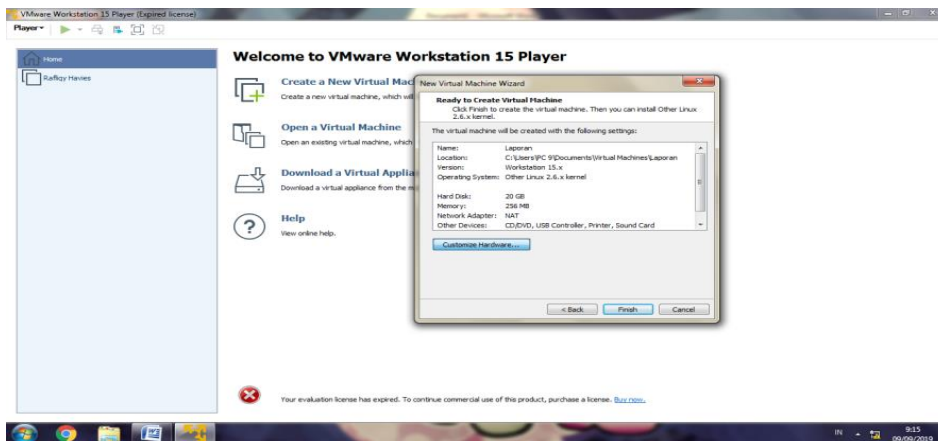 VMware Workstation 15 Player (Expired license)
Player
Home
Rafiqy Havies
Welcome to VMware Workstation 15 Player
Create a New Virtual Mac
Create a new virtual machine, which will
Open a Virtual Machine
Open an existing virtual machine, which
Download a Virtual Applia
Download a virtual appliance from the m
Help
View online help.
New Virtual Machine Wizard
Ready to Create Virtual Machine
Click Finish to create the virtual machine. Then you can install Other Linux
2.6.x kernel.
The virtual machine will be created with the following settings:
Name: Laporan
Location: C:\Users\PC 9\Documents\Virtual Machines\Laporan
Version: Workstation 15.x
Operating System: Other Linux 2.6.x kernel
Hard Disk: 20 GB
Memory: 256 MB
Network Adapter: NAT
Other Devices: CD/DVD, USB Controller, Printer, Sound Card
Customize Hardware...
< Back Finish Cancel
Your evaluation license has expired. To continue commercial use of this product, purchase a license. Buy now.
IN 9:15
09/09/2019